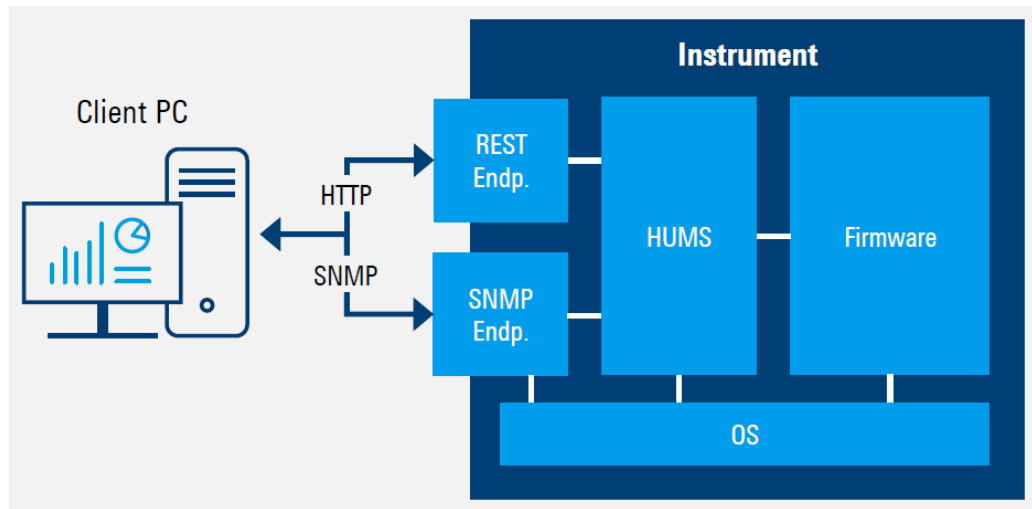 Instrument
Client PC
REST
Endp.
HTTP
HUMS
Firmware
SNMP
SNMP
Endp.
OS